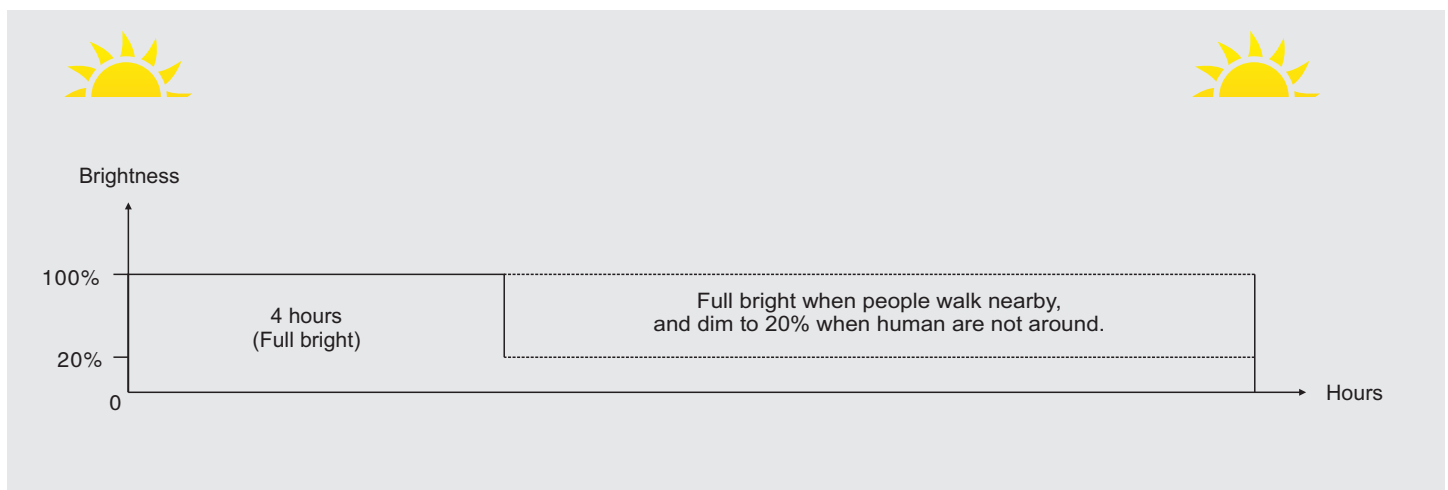 Brightness
100%
4 hours
(Full bright)
Full bright when people walk nearby,
and dim to 20% when human are not around.
20%
0
Hours